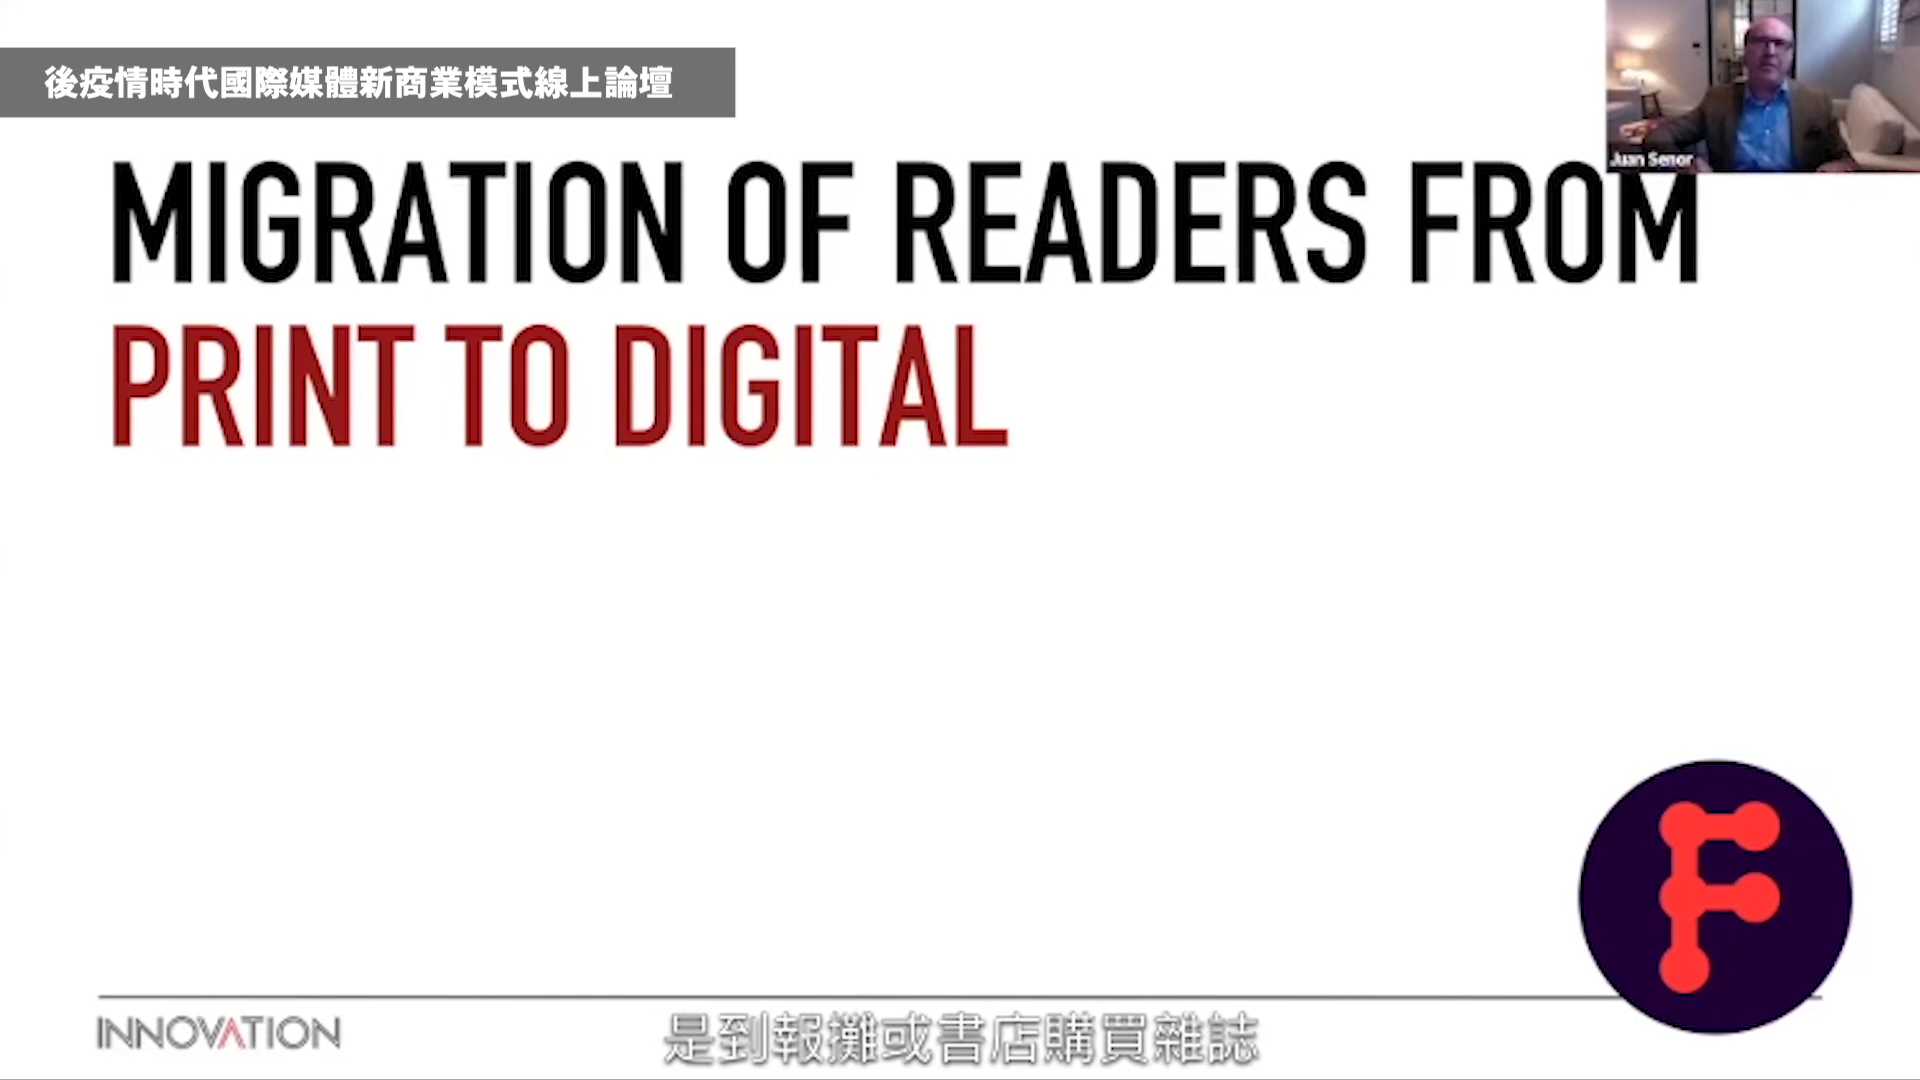 後疫情時代國際媒體新商業模式線上論壇
Juan Senor
MIGRATION OF READERS FROM
PRINT TO DIGITAL
F
INNOVATION
是到報攤或書店購買雜誌